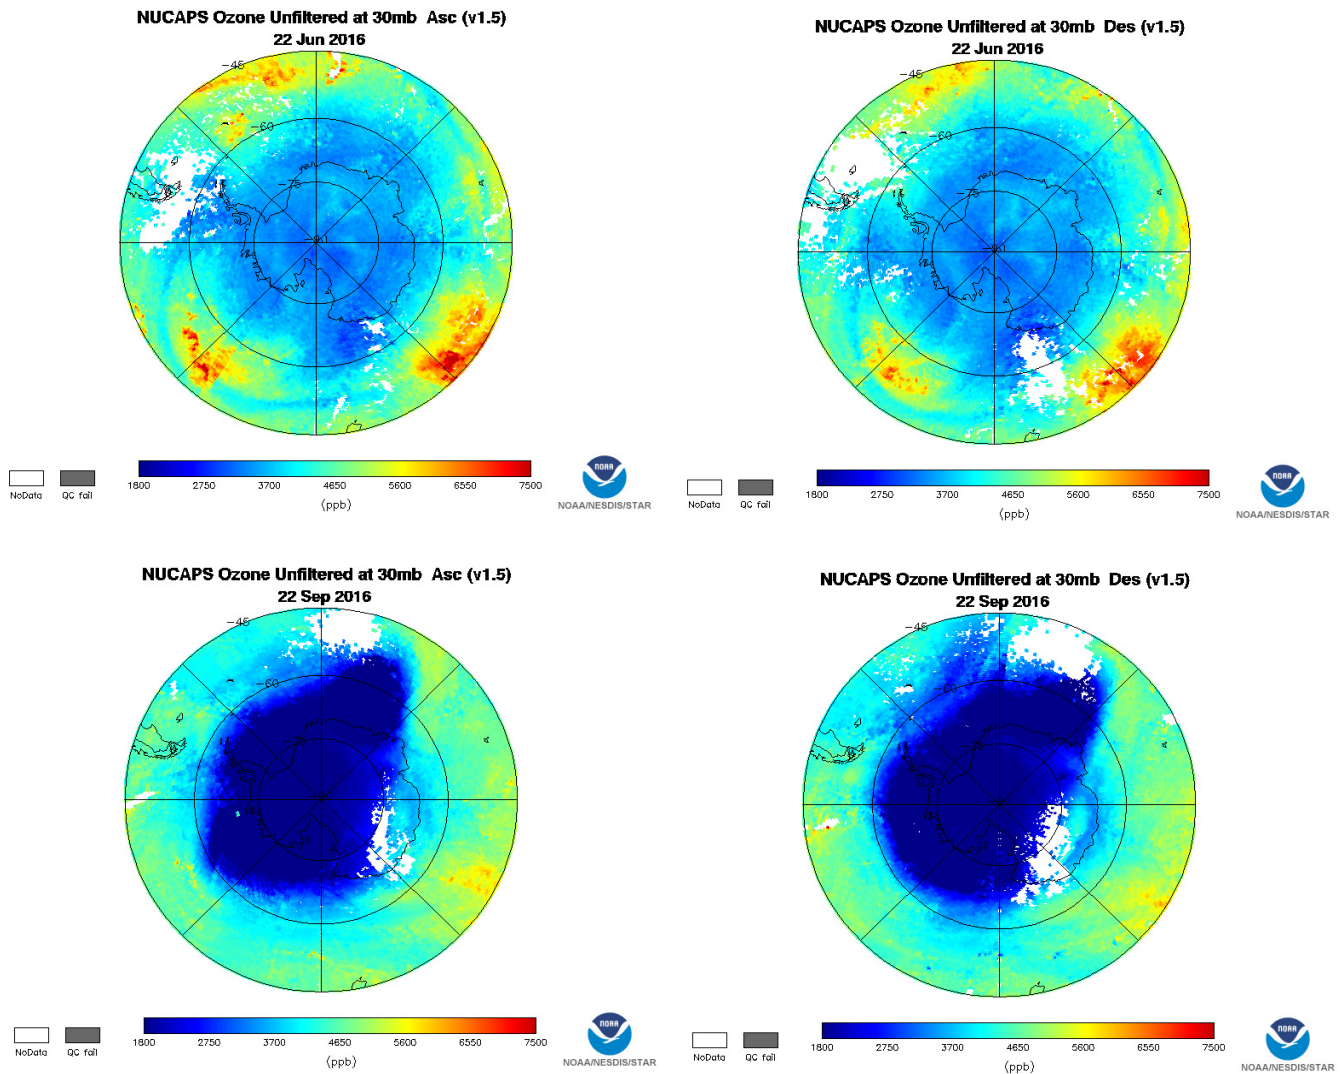 NUCAPS Ozone Unfiltered at 30mb Asc (v1.5)
22 Jun 2016
-45
-60
-75
-90
NoData
QC fail
1800 2750 3700 4650 5600 6550 7500
(ppb)
NOAA
NOAA/NESDIS/STAR
NUCAPS Ozone Unfiltered at 30mb Des (v1.5)
22 Jun 2016
-45
-60
-75
-90
NoData
QC fail
1800 2750 3700 4650 5600 6550 7500
(ppb)
NOAA
NOAA/NESDIS/STAR
NUCAPS Ozone Unfiltered at 30mb Asc (v1.5)
22 Sep 2016
-45
-60
-90
NoData
QC fail
1800 2750 3700 4650 5600 6550 7500
(ppb)
NOAA
NOAA/NESDIS/STAR
NUCAPS Ozone Unfiltered at 30mb Des (v1.5)
22 Sep 2016
-45
-60
NoData
QC fail
1800 2750 3700 4650 5600 6550 7500
(ppb)
NOAA
NOAA/NESDIS/STAR